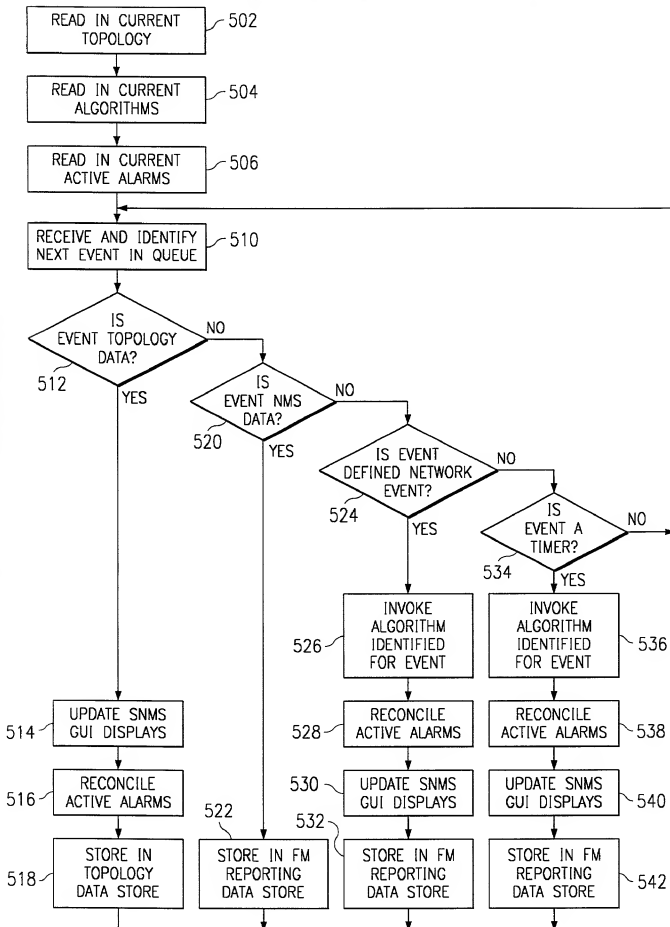 READ IN CURRENT
TOPOLOGY
502
READ IN CURRENT
ALGORITHMS
504
READ IN CURRENT
ACTIVE ALARMS
506
RECEIVE AND IDENTIFY
NEXT EVENT IN QUEUE
510
IS
EVENT TOPOLOGY
DATA?
512
NO
YES
IS
EVENT NMS
DATA?
520
NO
YES
IS EVENT
DEFINED NETWORK
EVENT?
524
NO
YES
IS
EVENT A
TIMER?
534
NO
YES
INVOKE
ALGORITHM
IDENTIFIED
FOR EVENT
526
INVOKE
ALGORITHM
IDENTIFIED
FOR EVENT
536
514
UPDATE SNMS
GUI DISPLAYS
528
RECONCILE
ACTIVE ALARMS
RECONCILE
ACTIVE ALARMS
538
516
RECONCILE
ACTIVE ALARMS
530
UPDATE SNMS
GUI DISPLAYS
UPDATE SNMS
GUI DISPLAYS
540
518
STORE IN
TOPOLOGY
DATA STORE
522
STORE IN FM
REPORTING
DATA STORE
532
STORE IN FM
REPORTING
DATA STORE
STORE IN FM
REPORTING
DATA STORE
542